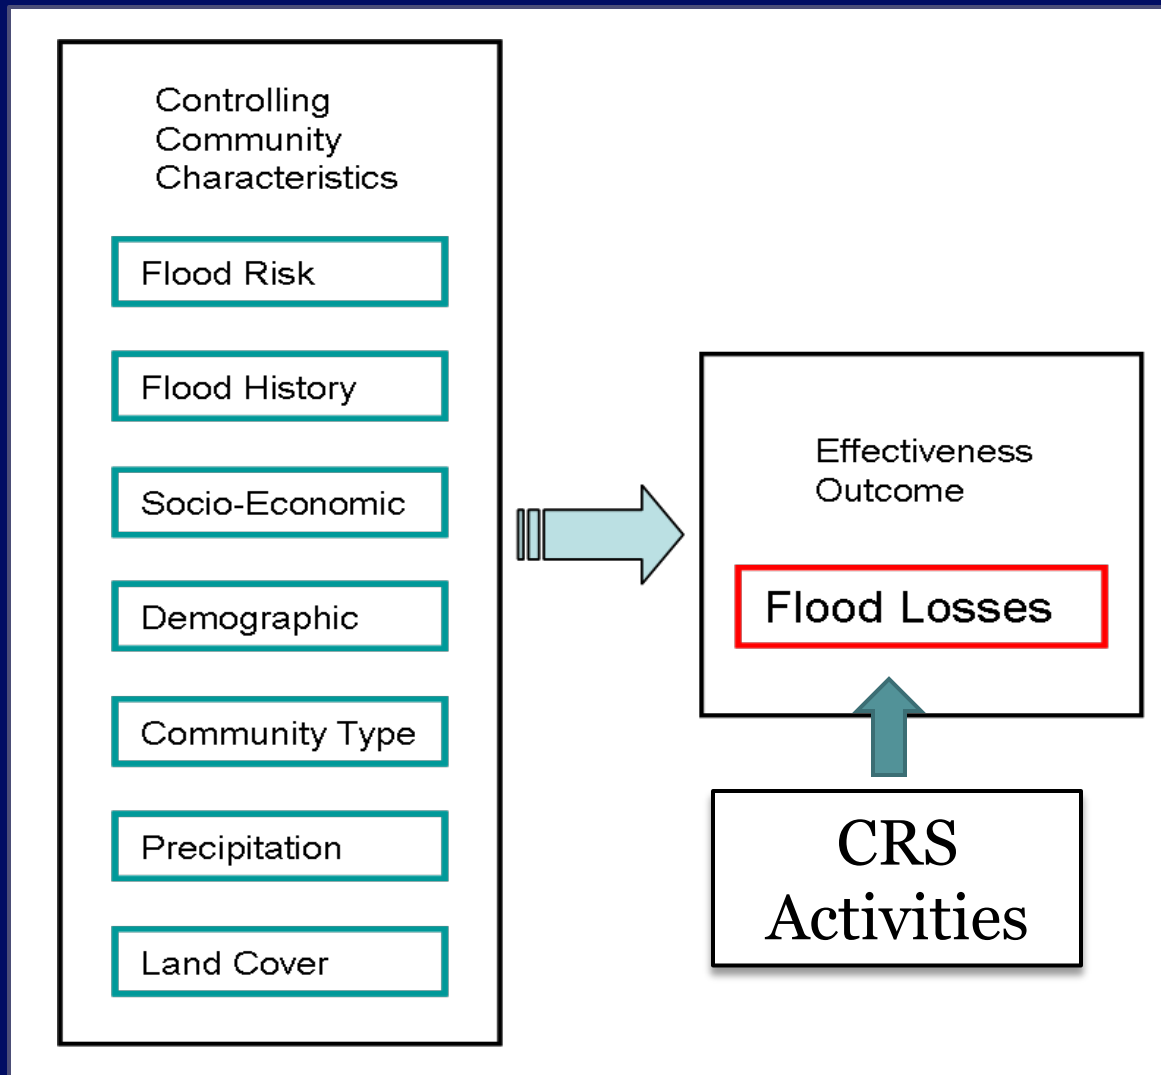 Controlling
Community
Characteristics
Flood Risk
Flood History
Socio-Economic
Demographic
Community Type
Precipitation
Land Cover
Effectiveness
Outcome
Flood Losses
CRS
Activities